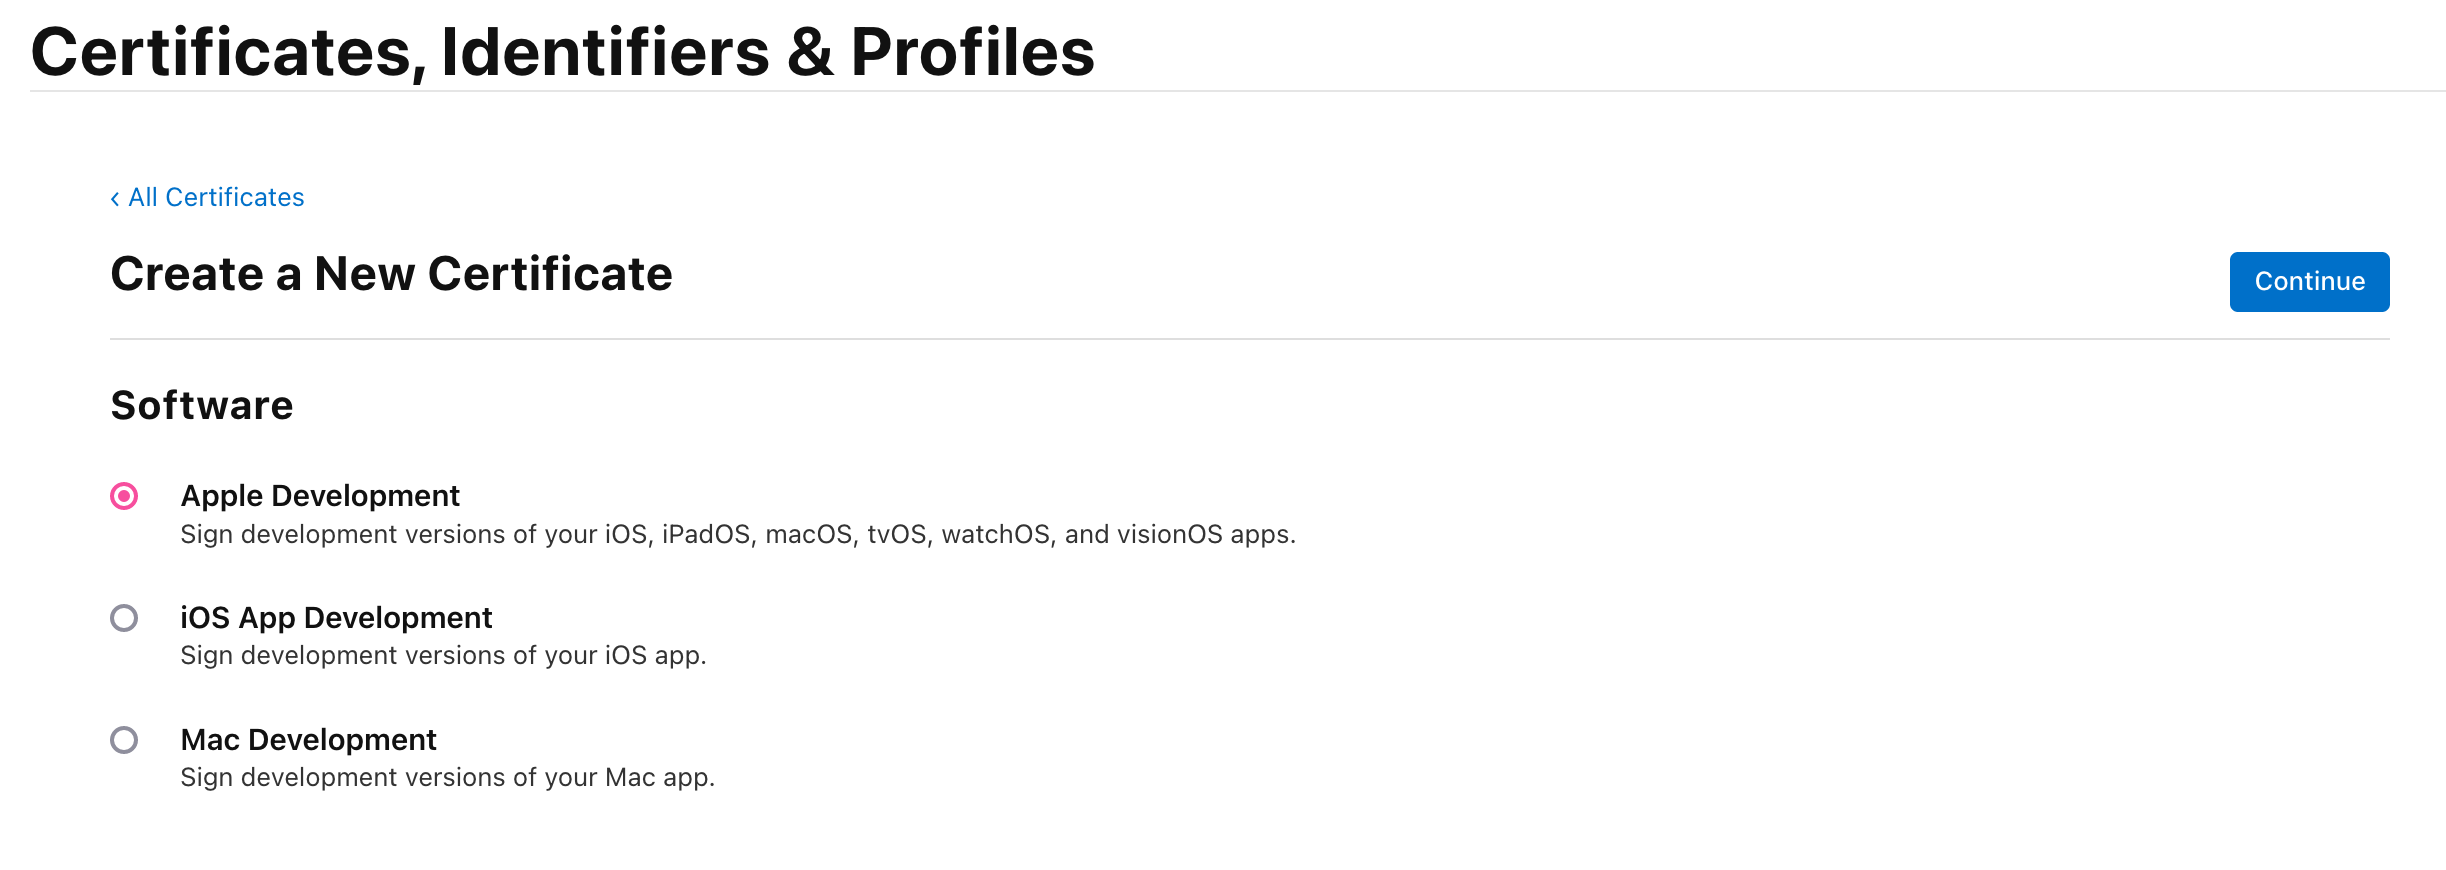 Certificates, Identifiers & Profiles
‹ All Certificates
Create a New Certificate
Continue
Software
Apple Development
Sign development versions of your iOS, iPadOS, macOS, tvOS, watchOS, and visionOS apps.
iOS App Development
Sign development versions of your iOS app.
Mac Development
Sign development versions of your Mac app.